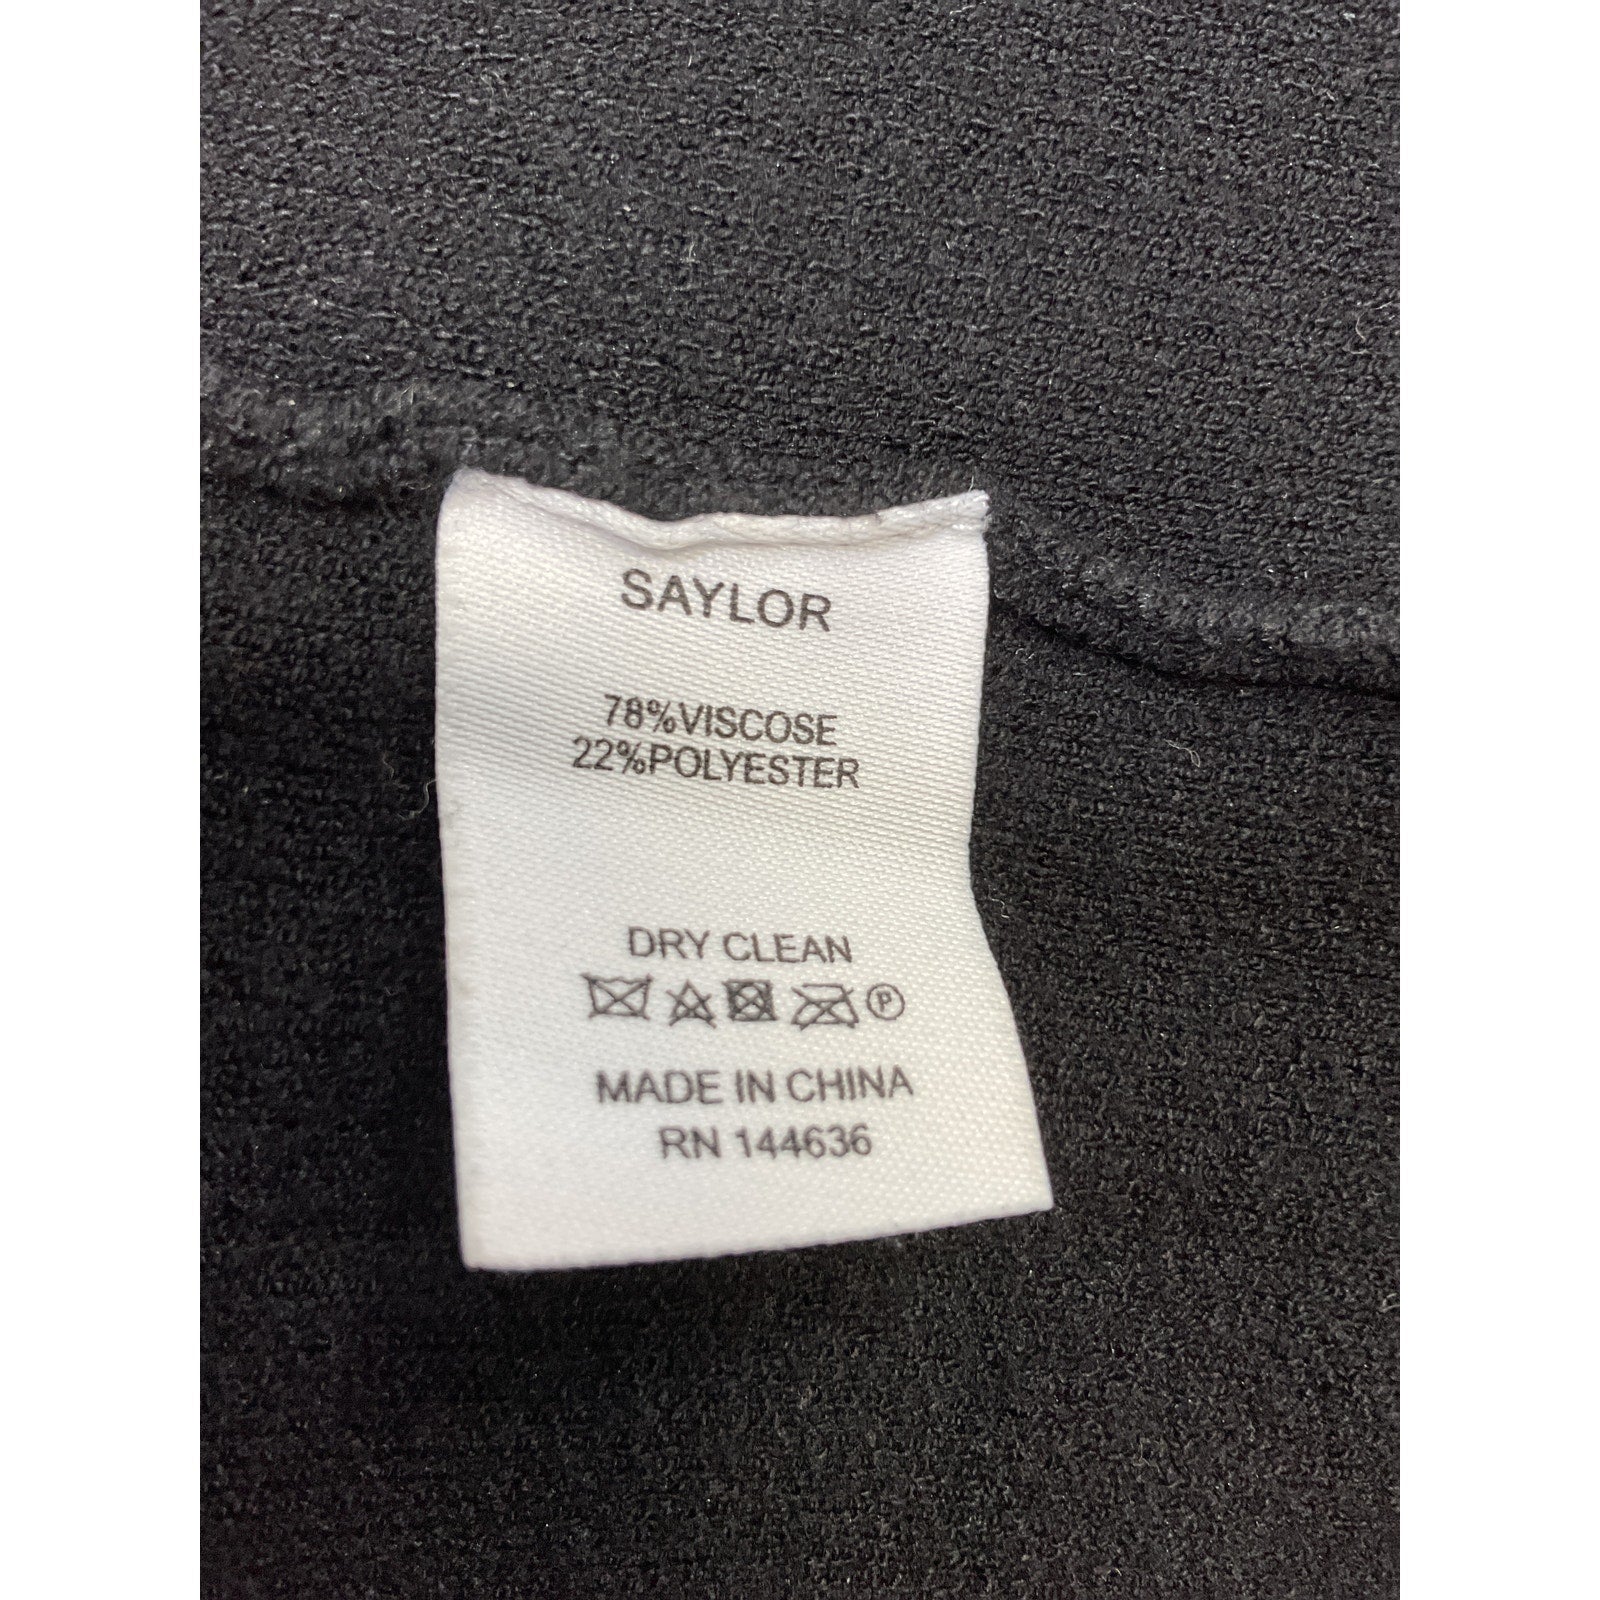 SAYLOR
78%VISCOSE
22%POLYESTER
DRY CLEAN
P
MADE IN CHINA
RN 144636